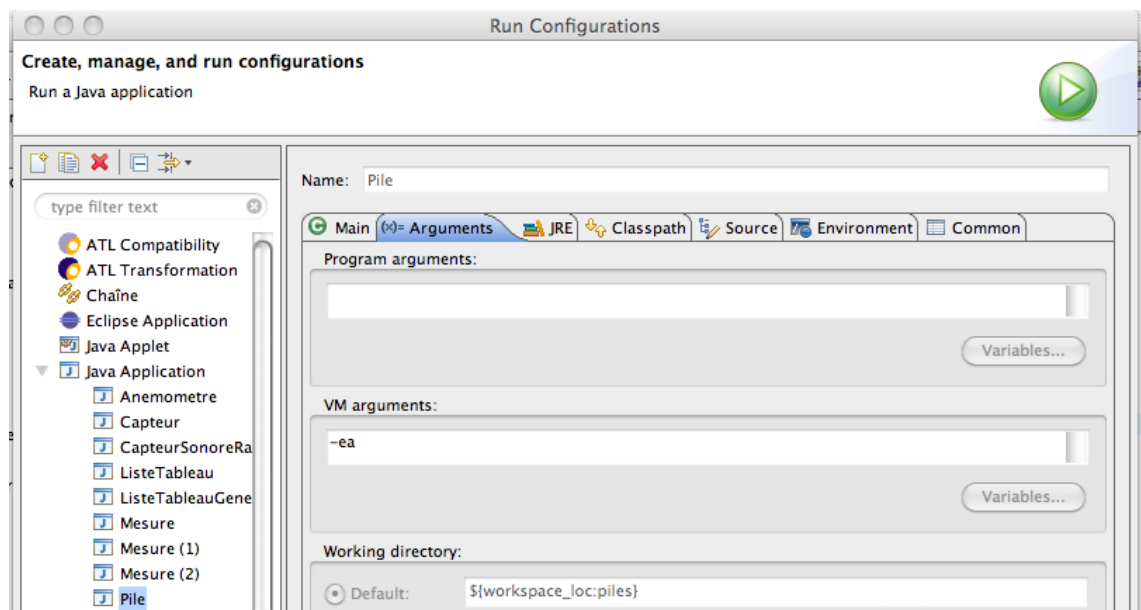 Run Configurations
Create, manage, and run configurations
Run a Java application
type filter text
ATL Compatibility
ATL Transformation
Chaîne
Eclipse Application
Java Applet
Java Application
Anemometre
Capteur
CapteurSonoreRa
ListeTableau
ListeTableauGene
Mesure
Mesure (1)
Mesure (2)
Pile
Name: Pile
Main (x)= Arguments JRE Classpath Source Environment Common
Program arguments:
Variables...
VM arguments:
-ea
Variables...
Working directory:
Default: ${workspace_loc:piles}